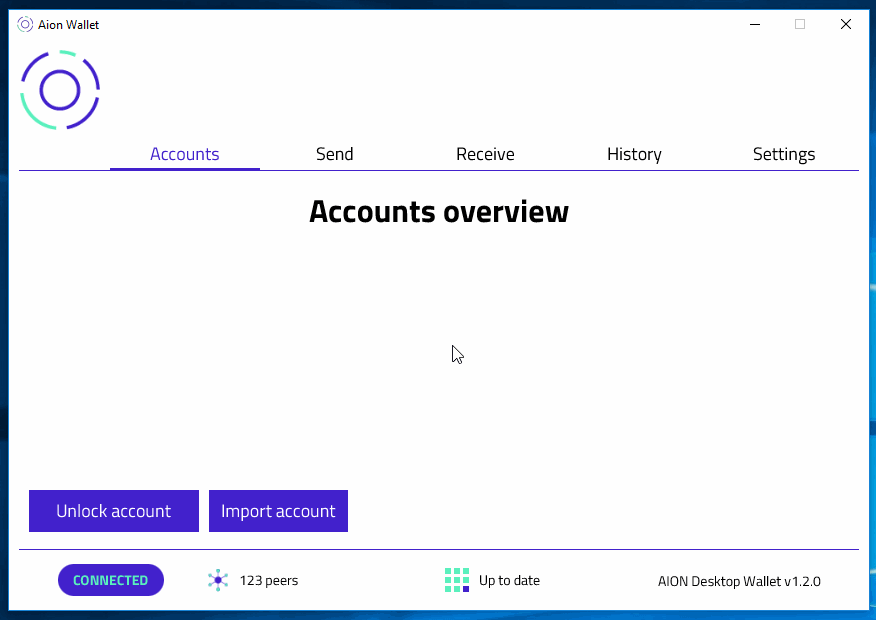 Aion Wallet
Accounts Send Receive History Settings
Accounts overview
Unlock account Import account
CONNECTED 123 peers Up to date AION Desktop Wallet v1.2.0